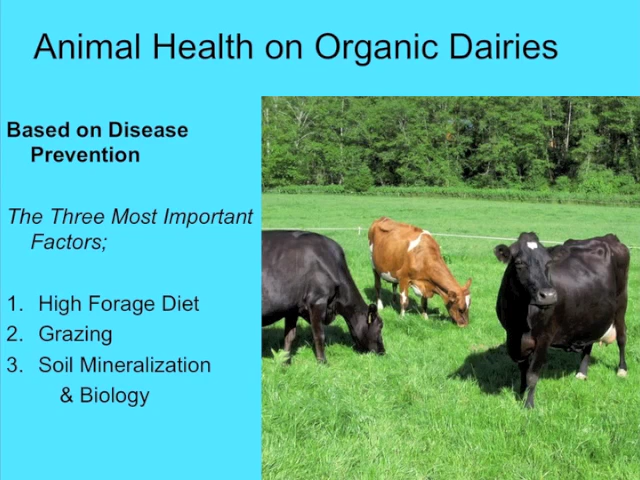 Animal Health on Organic Dairies
Based on Disease
Prevention
The Three Most Important
Factors;
1. High Forage Diet
2. Grazing
3. Soil Mineralization
& Biology